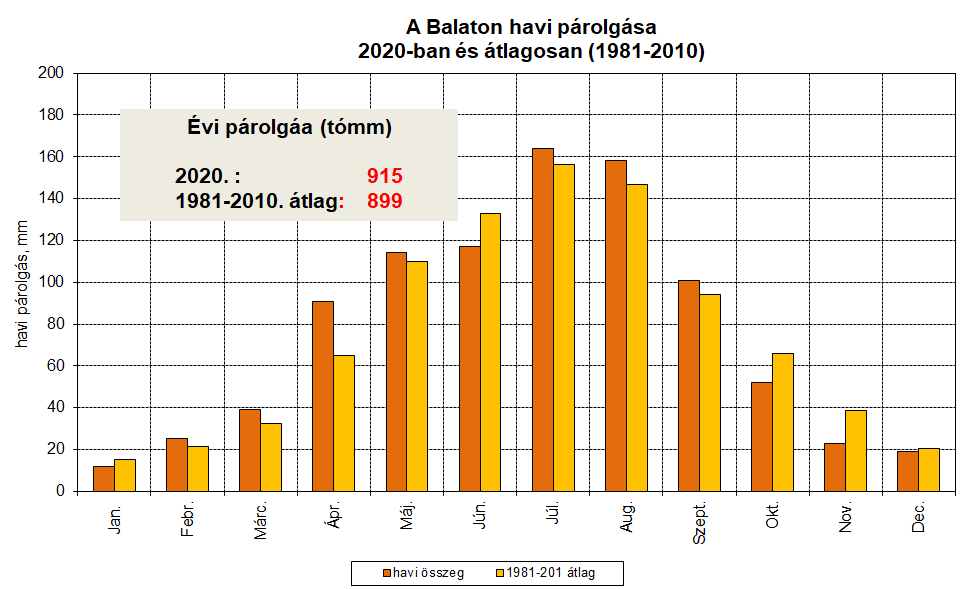 A Balaton havi párolgása
2020-ban és átlagosan (1981-2010)
havi párolgás, mm
200
180
160
140
120
100
80
60
40
20
0
Évi párolgáa (tómm)
2020. : 915
1981-2010. átlag: 899
Jan.
Febr.
Márc.
Ápr.
Máj.
Jún.
Júl.
Aug.
Szept.
Okt.
Nov.
Dec.
havi összeg
1981-201 átlag